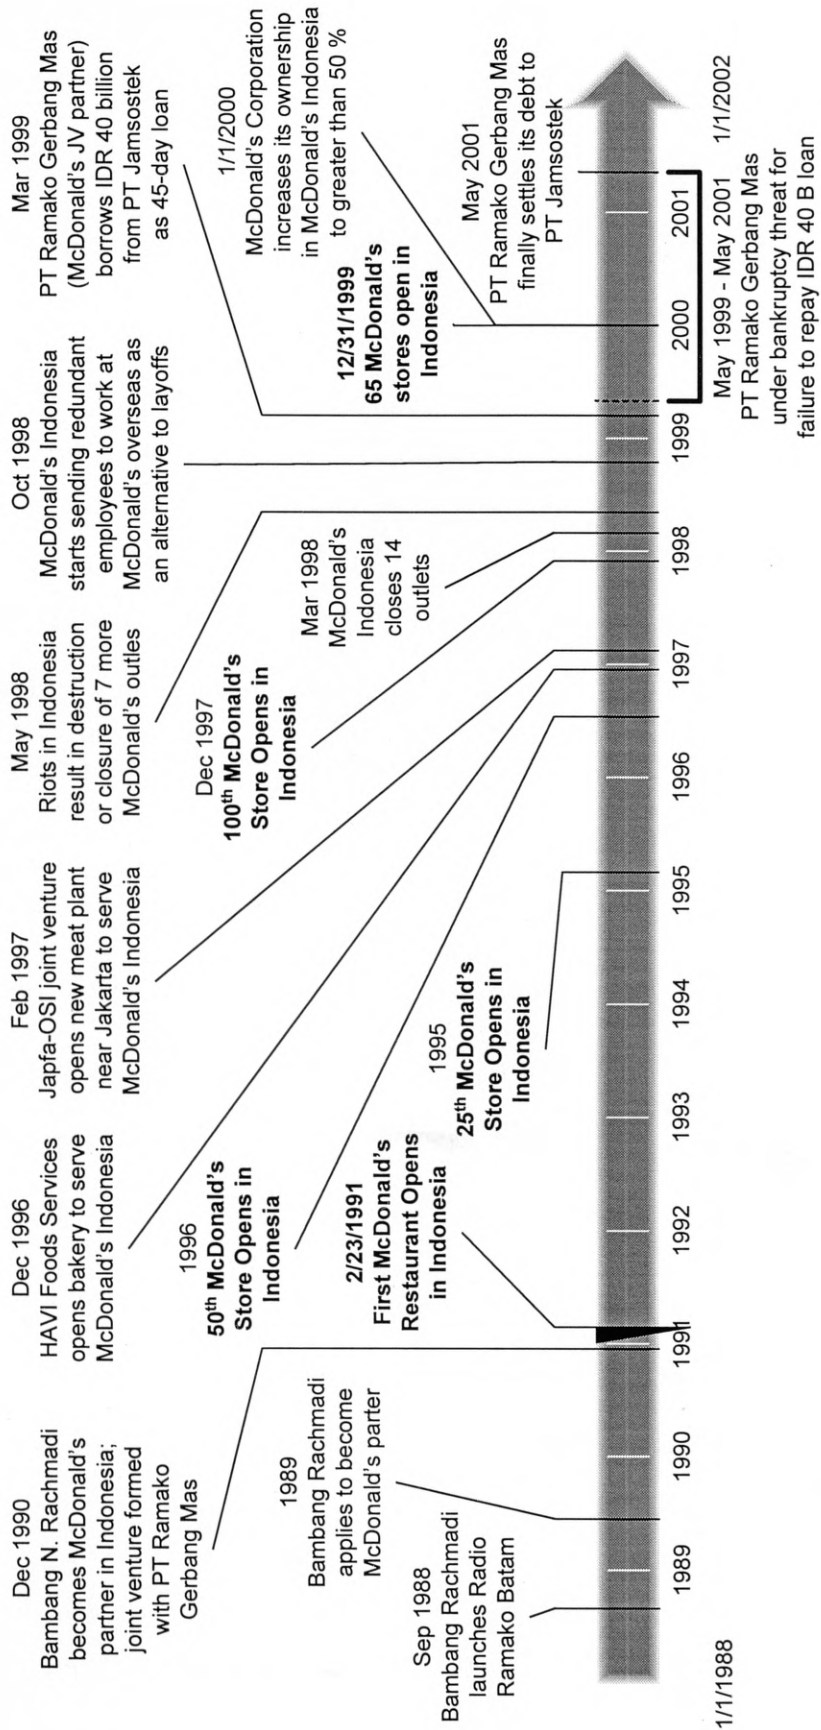 Dec 1990
Bambang N. Rachmadi
becomes McDonald's
partner in Indonesia;
joint venture formed
with PT Ramako
Gerbang Mas
Dec 1996
HAVI Foods Services
opens bakery to serve
McDonald's Indonesia
Feb 1997
Japfa-OSI joint venture
opens new meat plant
near Jakarta to serve
McDonald's Indonesia
May 1998
Riots in Indonesia
result in destruction
or closure of 7 more
McDonald's outles
Oct 1998
McDonald's Indonesia
starts sending redundant
employees to work at
McDonald's overseas as
an alternative to layoffs
Mar 1999
PT Ramako Gerbang Mas
(McDonald's JV partner)
borrows IDR 40 billion
from PT Jamsostek
as 45-day loan
1996
50th McDonald's
Store Opens in
Indonesia
Dec 1997
100th McDonald's
Store Opens in
Indonesia
1/1/2000
McDonald's Corporation
increases its ownership
in McDonald's Indonesia
to greater than 50 %
1989
Bambang Rachmadi
applies to become
McDonald's parter
2/23/1991
First McDonald's
Restaurant Opens
in Indonesia
Mar 1998
McDonald's
Indonesia
closes 14
outlets
12/31/1999
65 McDonald's
stores open in
Indonesia
Sep 1988
Bambang Rachmadi
launches Radio
Ramako Batam
1995
25th McDonald's
Store Opens in
Indonesia
May 2001
PT Ramako Gerbang Mas
finally settles its debt to
PT Jamsostek
1989 1990 1991 1992 1993 1994 1995 1996 1997 1998 1999 2000 2001
1/1/1988
1/1/2002
May 1999 - May 2001
PT Ramako Gerbang Mas
under bankruptcy threat for
failure to repay IDR 40 B loan